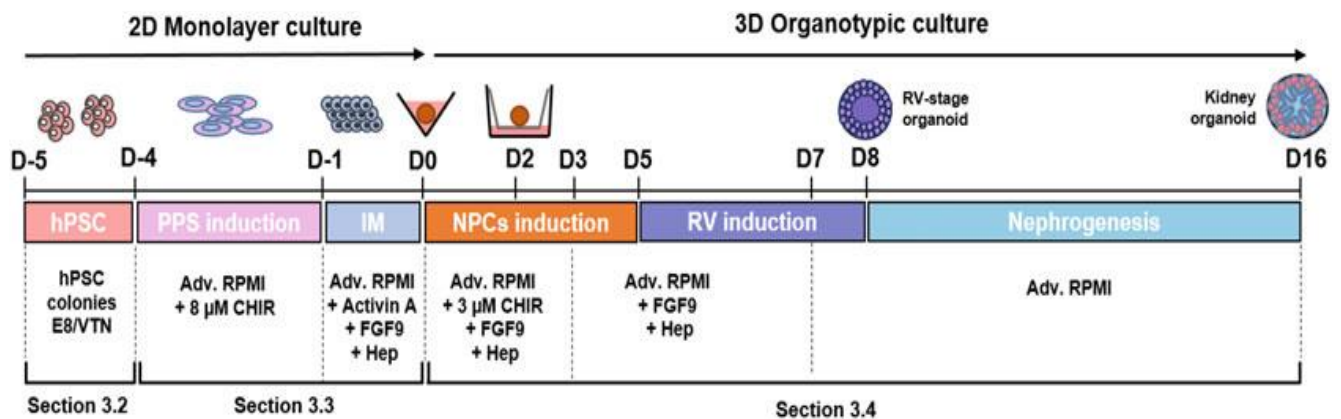 2D Monolayer culture
3D Organotypic culture
RV-stage
organoid
Kidney
organoid
D-5
D-4
D-1
D0
D2
D3
D5
D7
D8
D16
hPSC
PPS induction
IM
NPCs induction
RV induction
Nephrogenesis
hPSC
colonies
E8/VTN
Adv. RPMI
+ 8 µM CHIR
Adv. RPMI
+ Activin A
+ FGF9
+ Hep
Adv. RPMI
+ 3 µM CHIR
+ FGF9
+ Hep
Adv. RPMI
+ FGF9
+ Hep
Adv. RPMI
Section 3.2
Section 3.3
Section 3.4